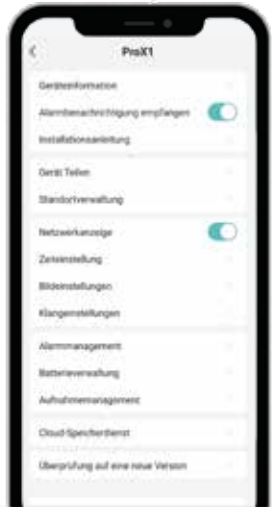 ProX1
Geräteinformation
Alarmbenachrichtigung empfangen
Installationsanleitung
Gerät Teilen
Standortverwaltung
Netzwerkanzeige
Zeiteinstellung
Bildeinstellungen
Klangeinstellungen
Alarmmanagement
Batterieverwaltung
Aufnahmemanagement
Cloud-Speicherdienst
Überprüfung auf eine neue Version